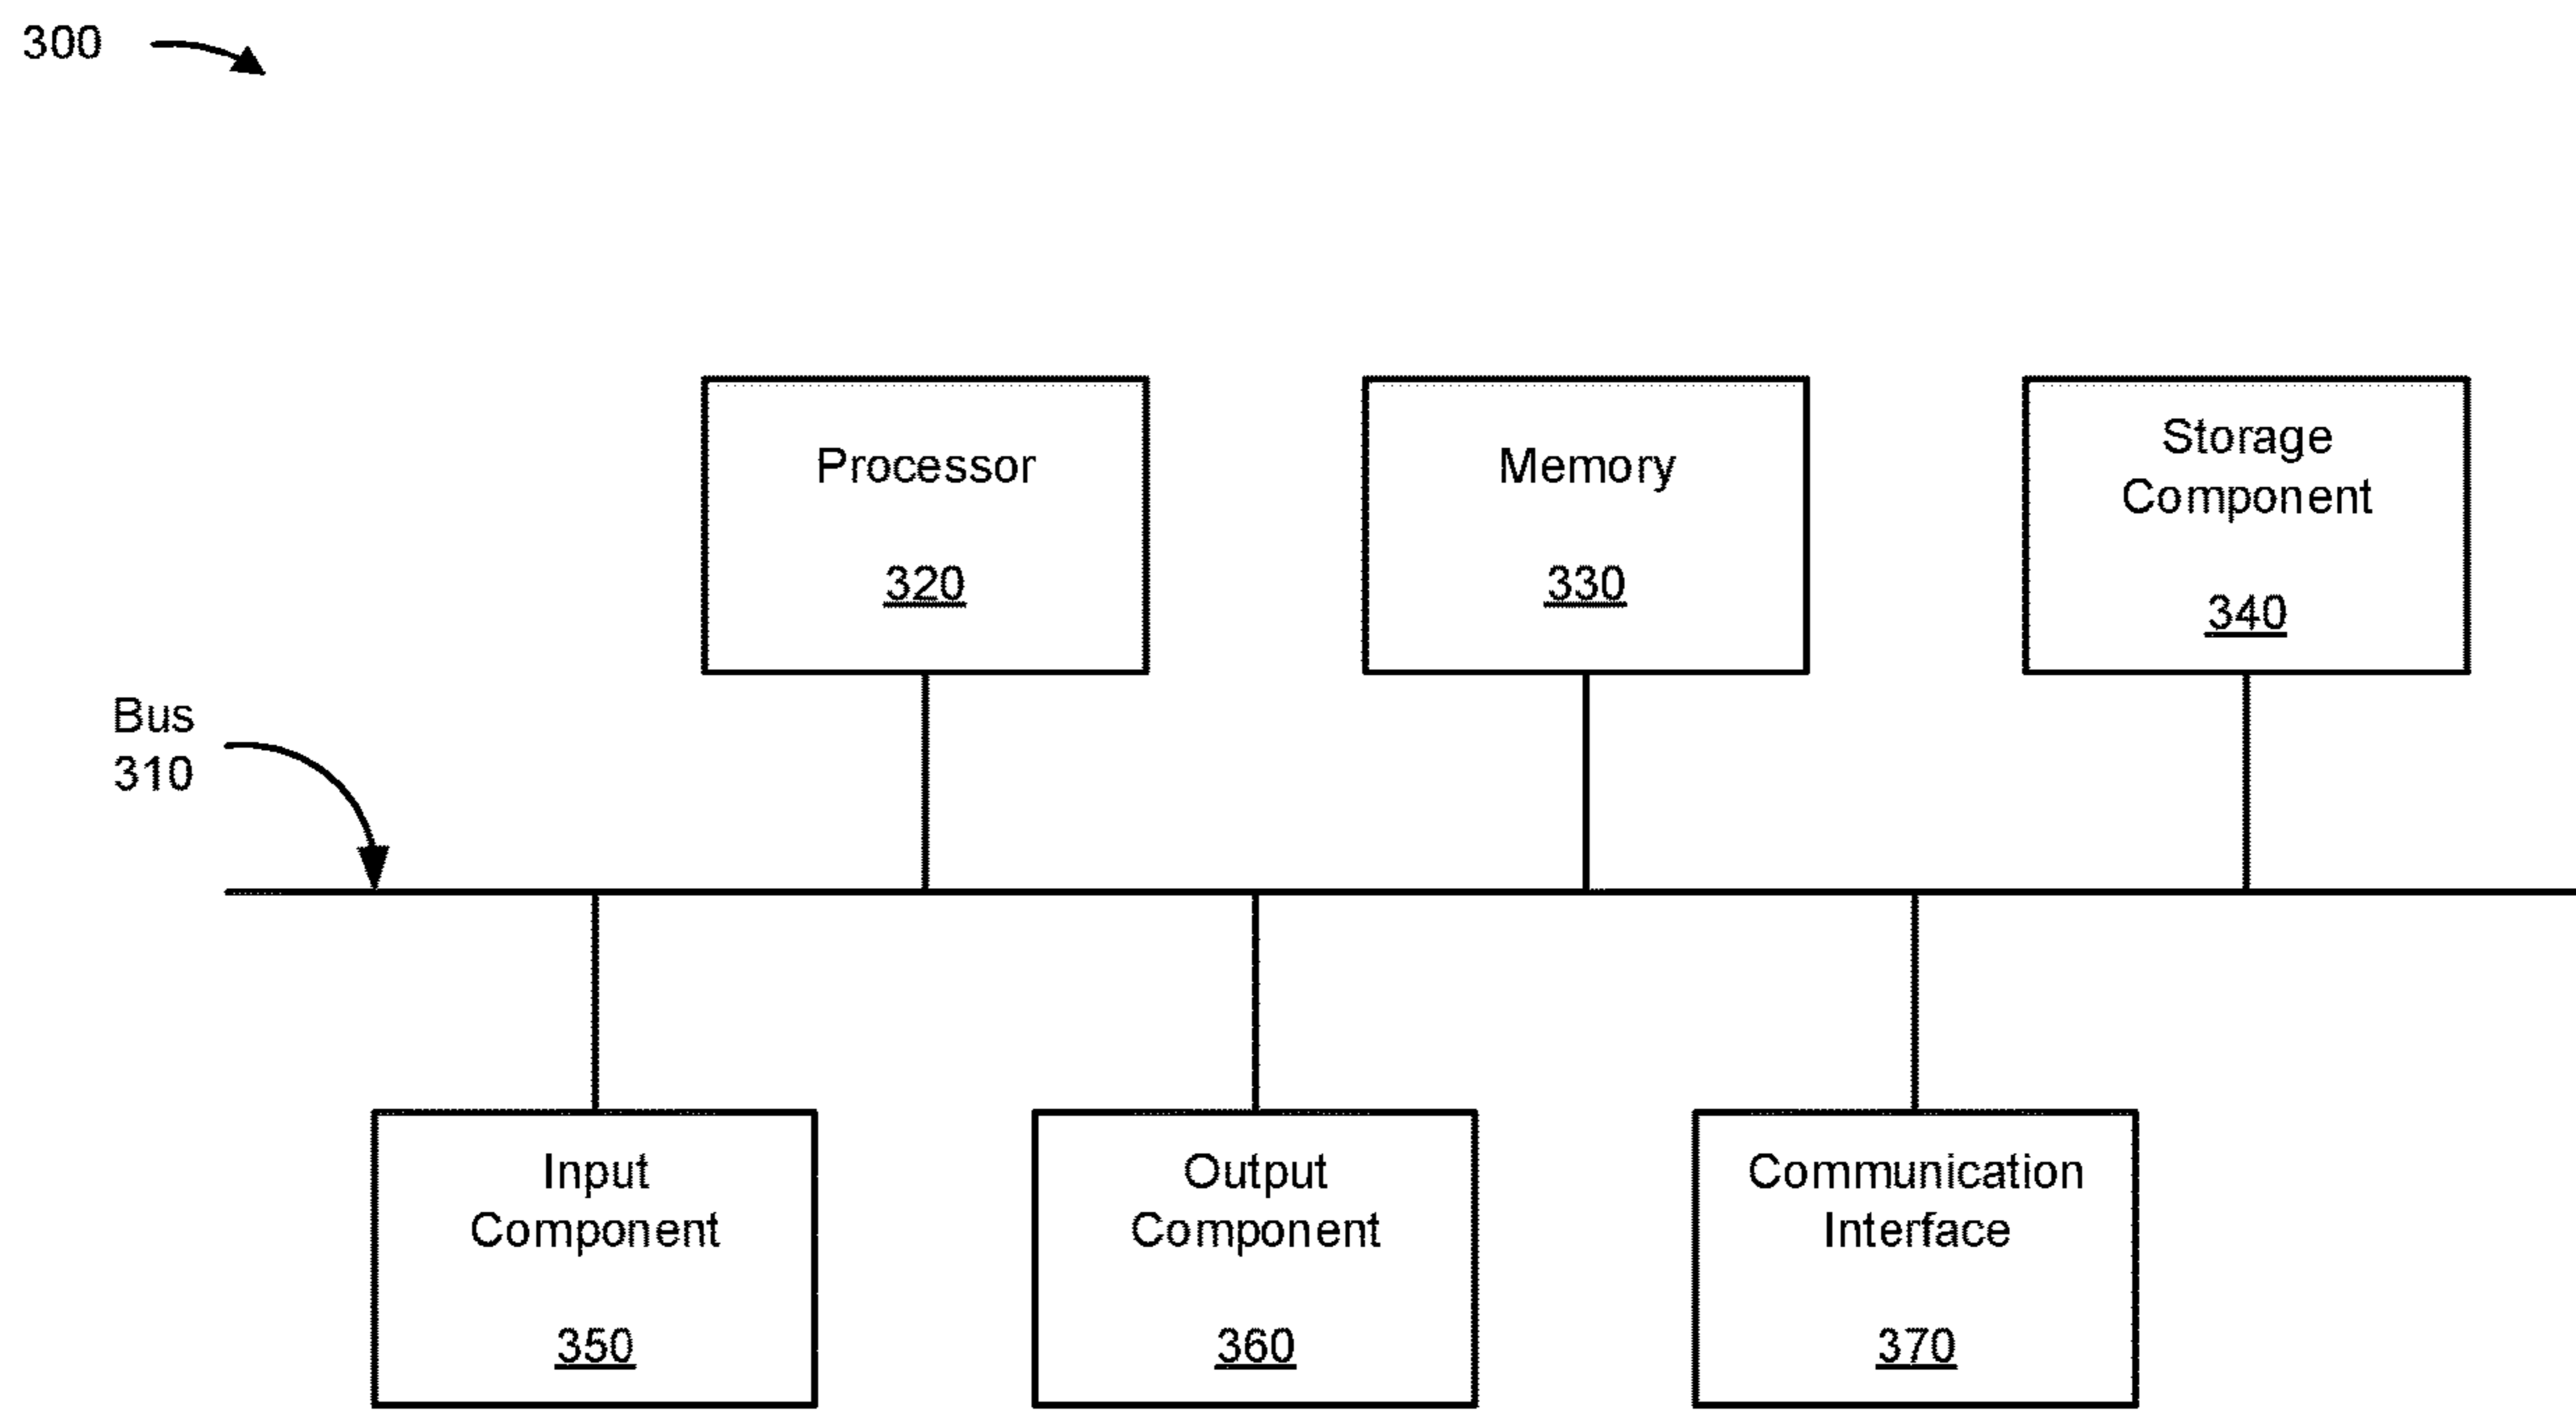 300
Processor
320
Memory
330
Storage
Component
340
Bus
310
Input
Component
350
Output
Component
360
Communication
Interface
370